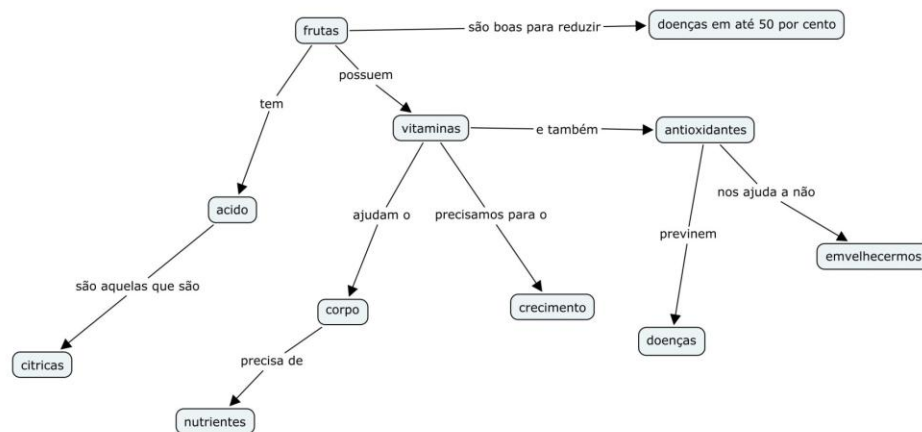 frutas
são boas para reduzir
doenças em até 50 por cento
possuem
tem
vitaminas
e também
antioxidantes
nos ajuda a não
acido
ajudam o
precisamos para o
previnem
emvelhecermos
são aquelas que são
corpo
crecimento
doenças
precisa de
citricas
nutrientes